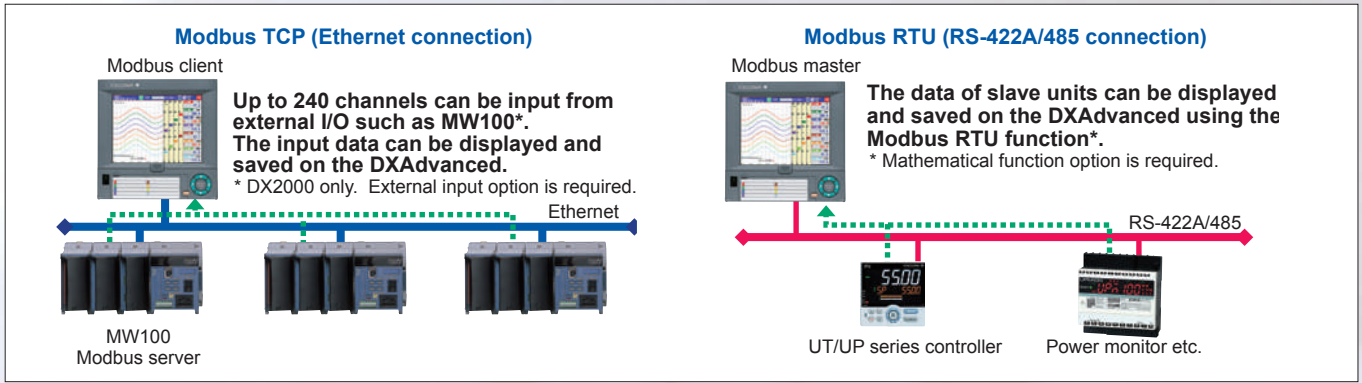 Modbus TCP (Ethernet connection)
Modbus client
Up to 240 channels can be input from
external I/O such as MW100*.
The input data can be displayed and
saved on the DXAdvanced.
* DX2000 only. External input option is required.
Ethernet
MW100
Modbus server
Modbus RTU (RS-422A/485 connection)
Modbus master
The data of slave units can be displayed
and saved on the DXAdvanced using the
Modbus RTU function*.
* Mathematical function option is required.
RS-422A/485
55.00
SP 5500
UT/UP series controller
Power monitor etc.